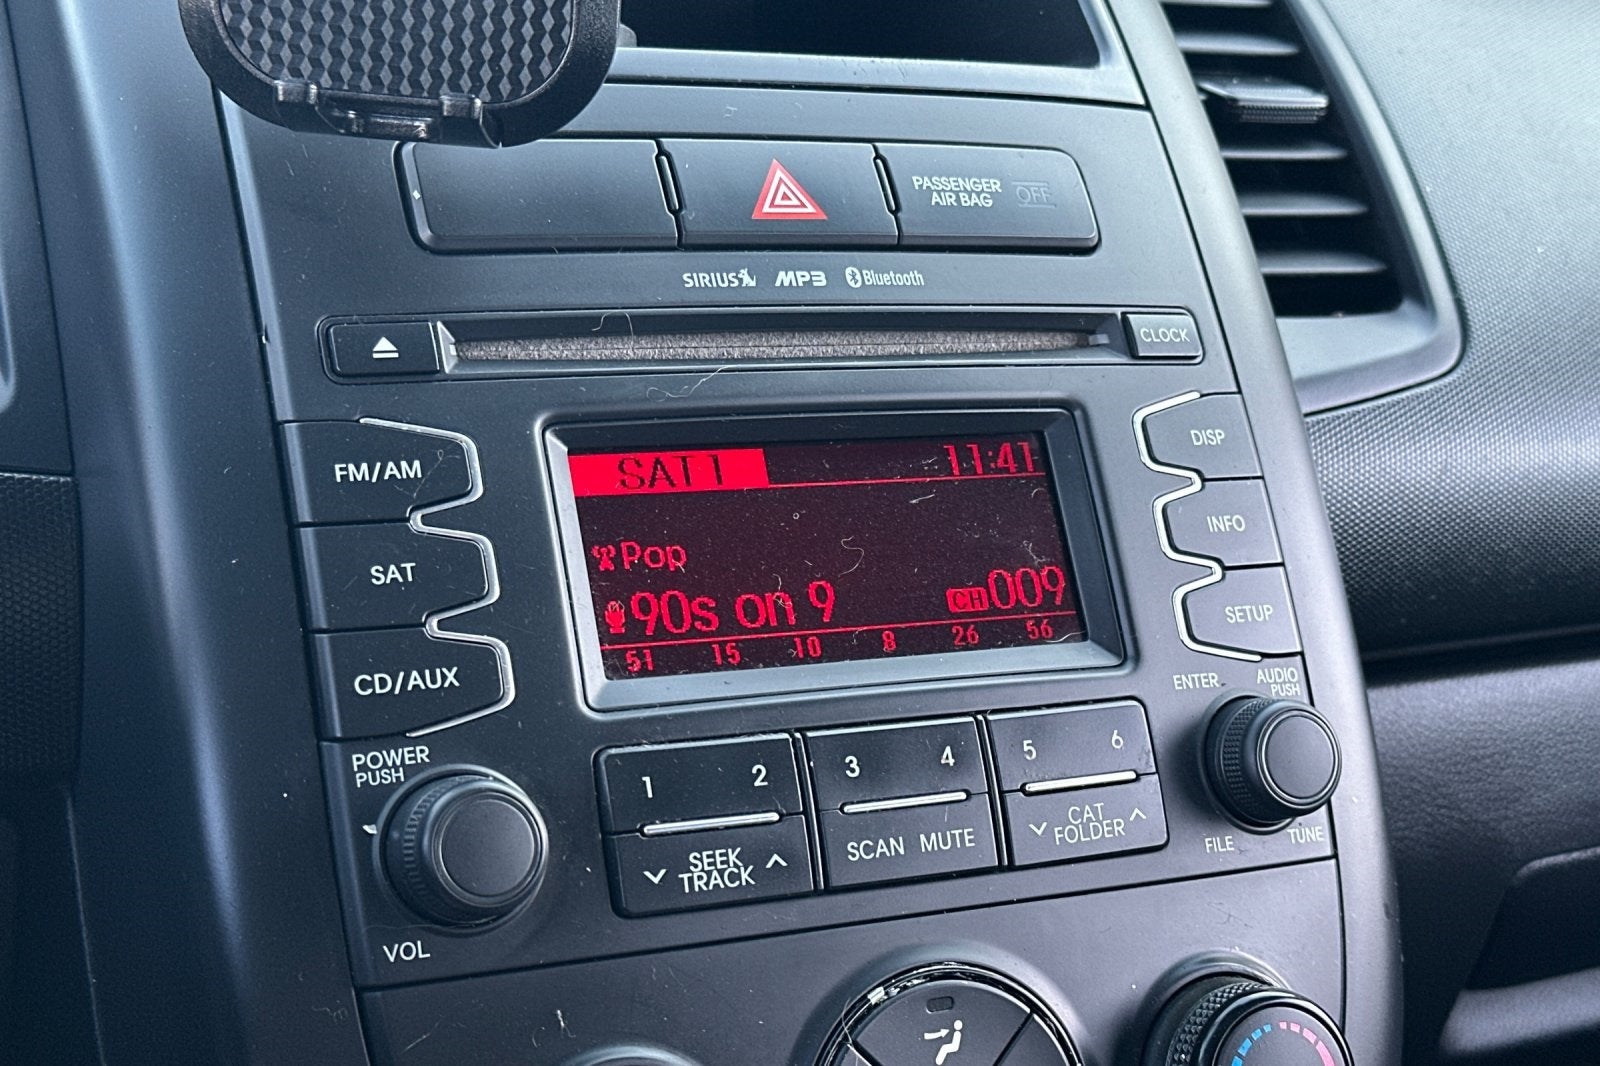 PASSENGER
AIR BAG OFF
SIRIUS MP3 Bluetooth
CLOCK
FM/AM
SAT
CD/AUX
SAT1 11:41
Pop
90s on 9 CH 009
51 15 10 8 26 56
DISP
INFO
SETUP
POWER
PUSH
VOL
1 2
SEEK
TRACK
3 4
SCAN MUTE
5 6
CAT
FOLDER
ENTER
AUDIO
PUSH
FILE
TUNE